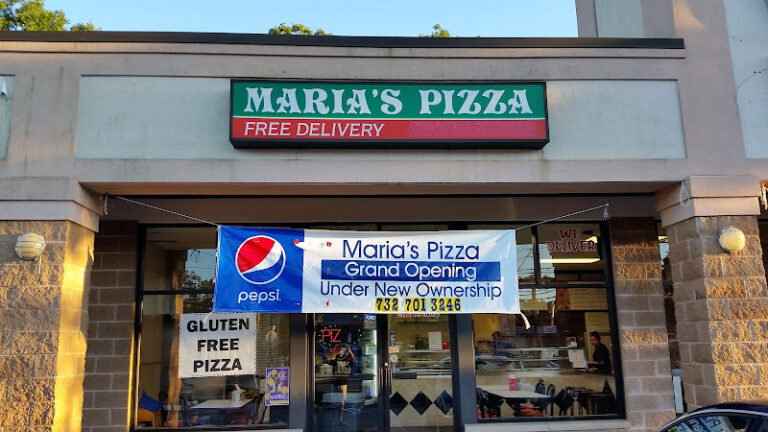 MARIA'S PIZZA
FREE DELIVERY
WE
DELIVER
pepsi
Maria's Pizza
Grand Opening
Under New Ownership
732 701 3246
GLUTEN
FREE
PIZZA
PIZ